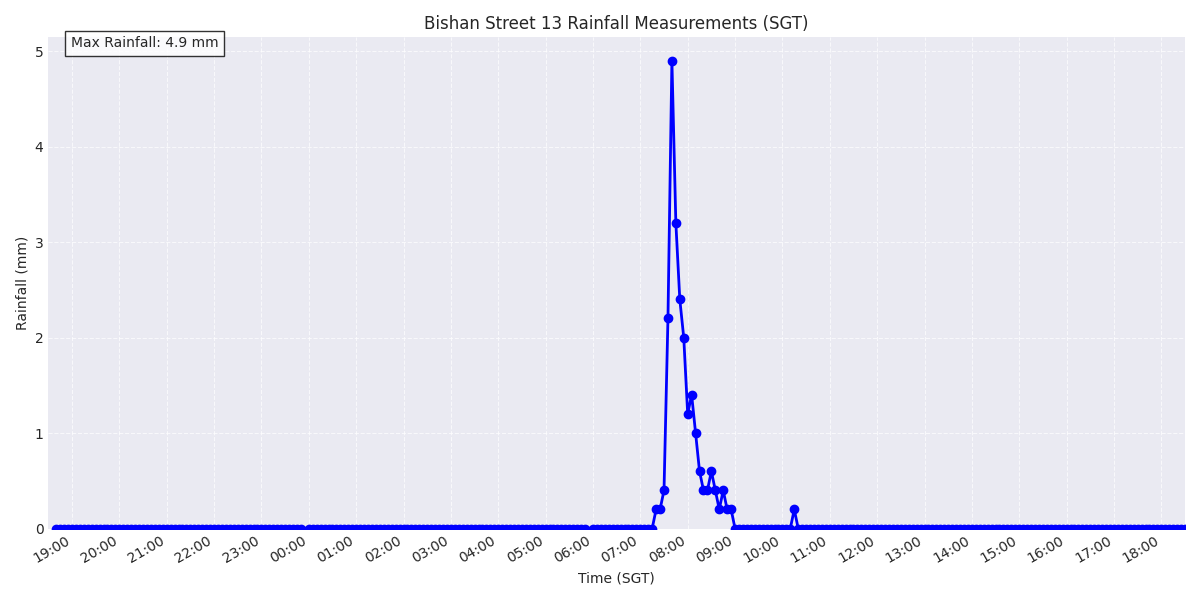 Bishan Street 13 Rainfall Measurements (SGT)
Max Rainfall: 4.9 mm
5
4
3
2
1
0
Rainfall (mm)
19:00 20:00 21:00 22:00 23:00 00:00 01:00 02:00 03:00 04:00 05:00 06:00 07:00 08:00 09:00 10:00 11:00 12:00 13:00 14:00 15:00 16:00 17:00 18:00
Time (SGT)